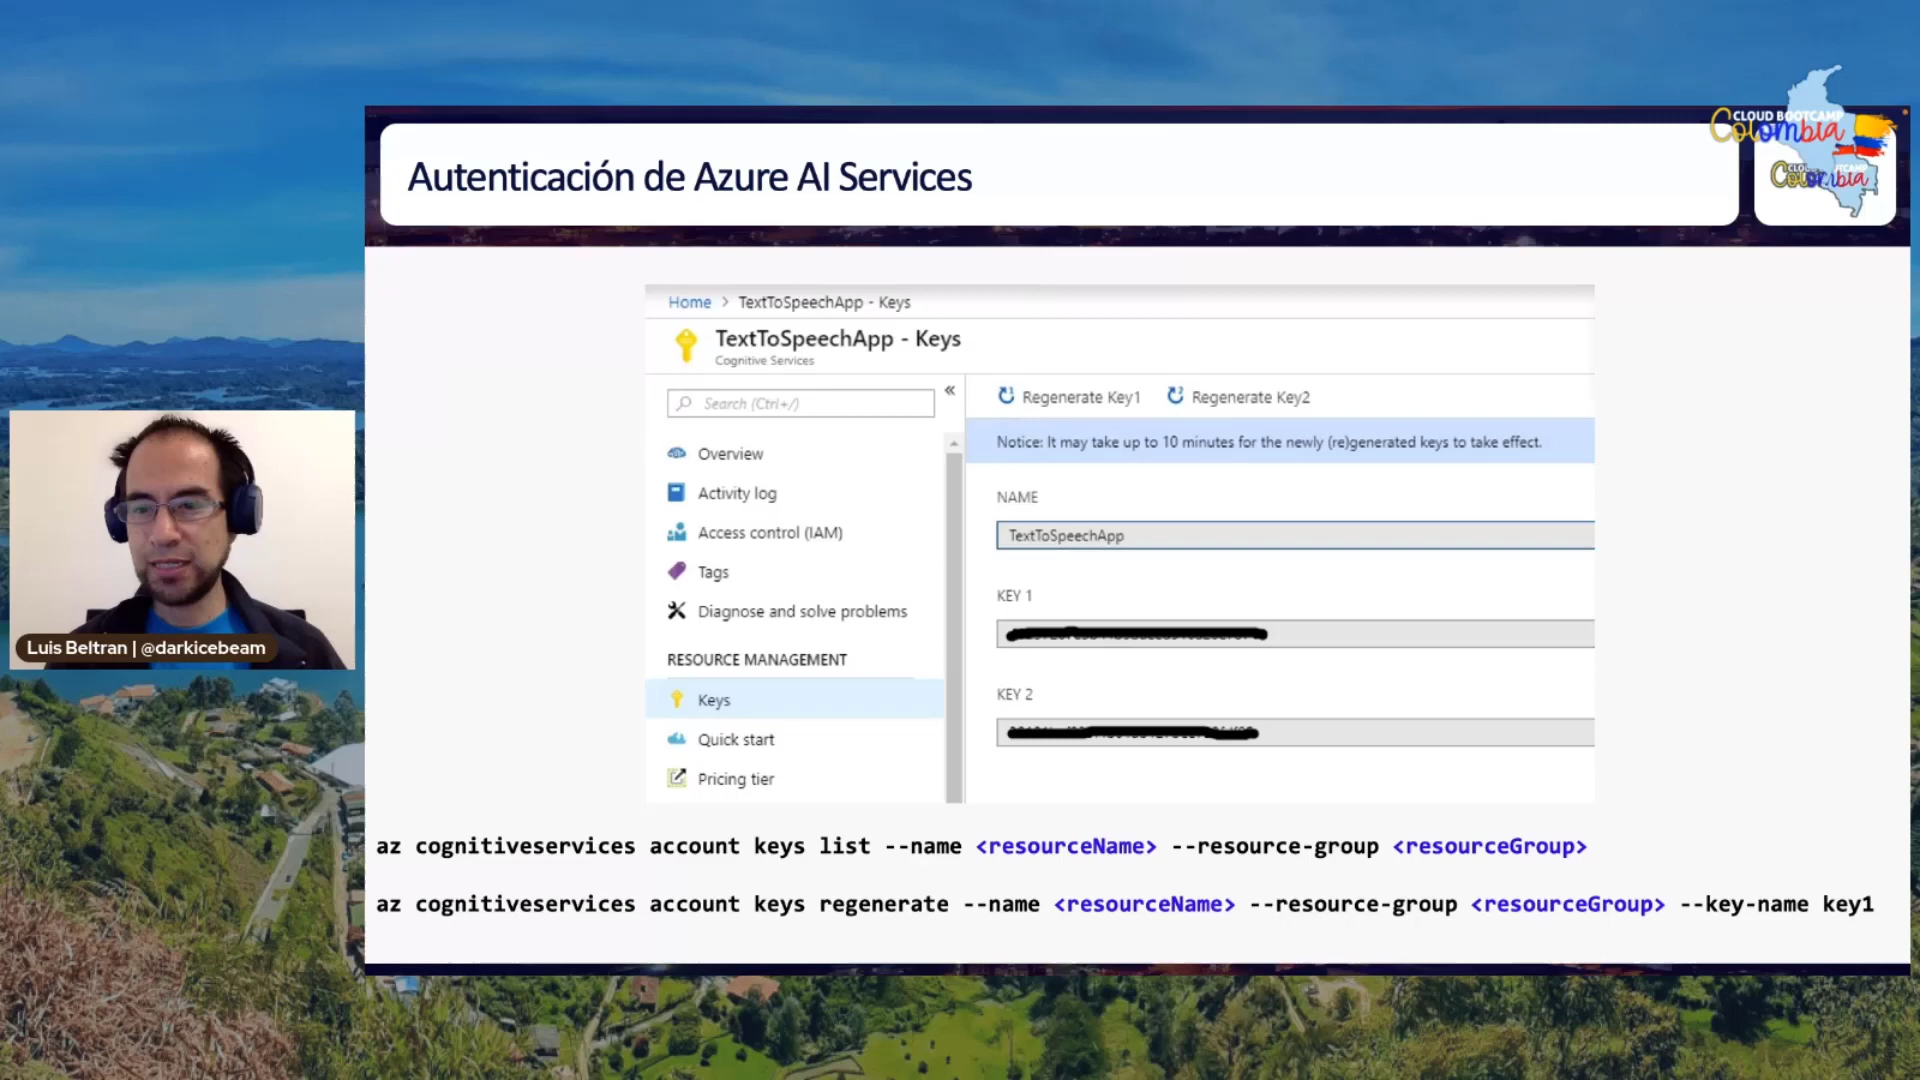 CLOUD BOOTCAMP
Colombia
Colombia
Autenticación de Azure AI Services
Home > TextToSpeechApp - Keys
TextToSpeechApp - Keys
Cognitive Services
Search (Ctrl+/)
«
Overview
Activity log
Access control (IAM)
Tags
Diagnose and solve problems
RESOURCE MANAGEMENT
Keys
Quick start
Pricing tier
Regenerate Key1 Regenerate Key2
Notice: It may take up to 10 minutes for the newly (re)generated keys to take effect.
NAME
TextToSpeechApp
KEY 1
KEY 2
Luis Beltran | @darkicebeam
az cognitiveservices account keys list --name <resourceName> --resource-group <resourceGroup>
az cognitiveservices account keys regenerate --name <resourceName> --resource-group <resourceGroup> --key-name key1